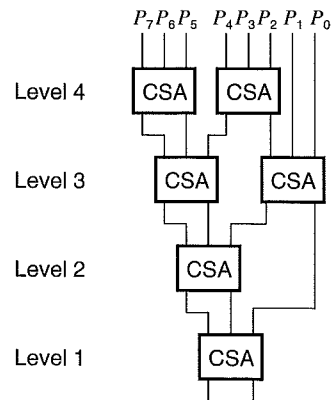 P₇ P₆ P₅ P₄ P₃ P₂ P₁ P₀
Level 4 CSA CSA
Level 3 CSA CSA
Level 2 CSA
Level 1 CSA